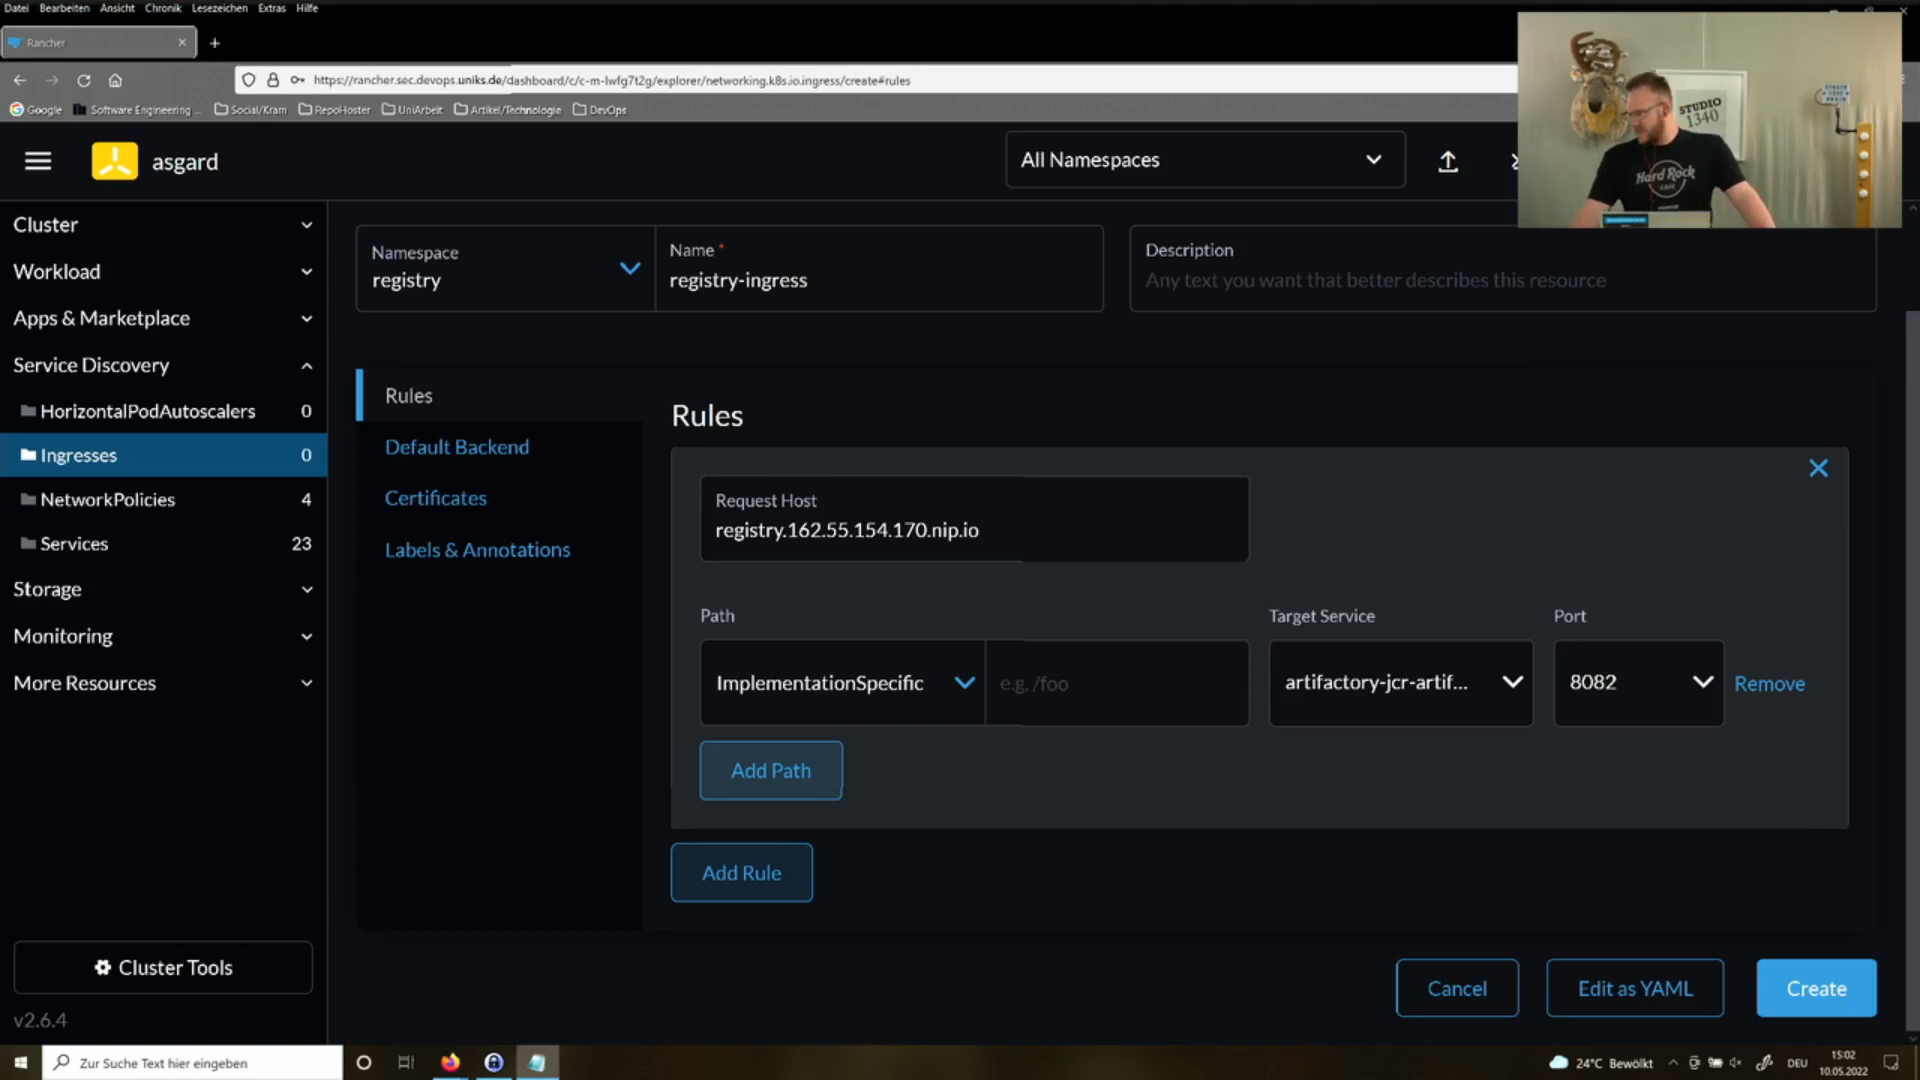 Datei Bearbeiten Ansicht Chronik Lesezeichen Extras Hilfe
Rancher
https://rancher.sec.devops.uniks.de/dashboard/c/c-m-lwfg7t2g/explorer/networking.k8s.io.ingress/create#rules
Google Software Engineering ... Social/Kram RepoHoster UniArbeit Artikel/Technologie DevOps
STUDIO
1340
Hard Rock
CAFE
asgard
All Namespaces
Cluster
Workload
Apps & Marketplace
Service Discovery
HorizontalPodAutoscalers 0
Ingresses 0
NetworkPolicies 4
Services 23
Storage
Monitoring
More Resources
Cluster Tools
v2.6.4
Namespace
registry
Name *
registry-ingress
Description
Any text you want that better describes this resource
Rules
Default Backend
Certificates
Labels & Annotations
Rules
Request Host
registry.162.55.154.170.nip.io
Path
Target Service
Port
ImplementationSpecific
e.g. /foo
artifactory-jcr-artif...
8082
Remove
Add Path
Add Rule
Cancel
Edit as YAML
Create
Zur Suche Text hier eingeben
24°C Bewölkt
DEU
15:02
10.05.2022